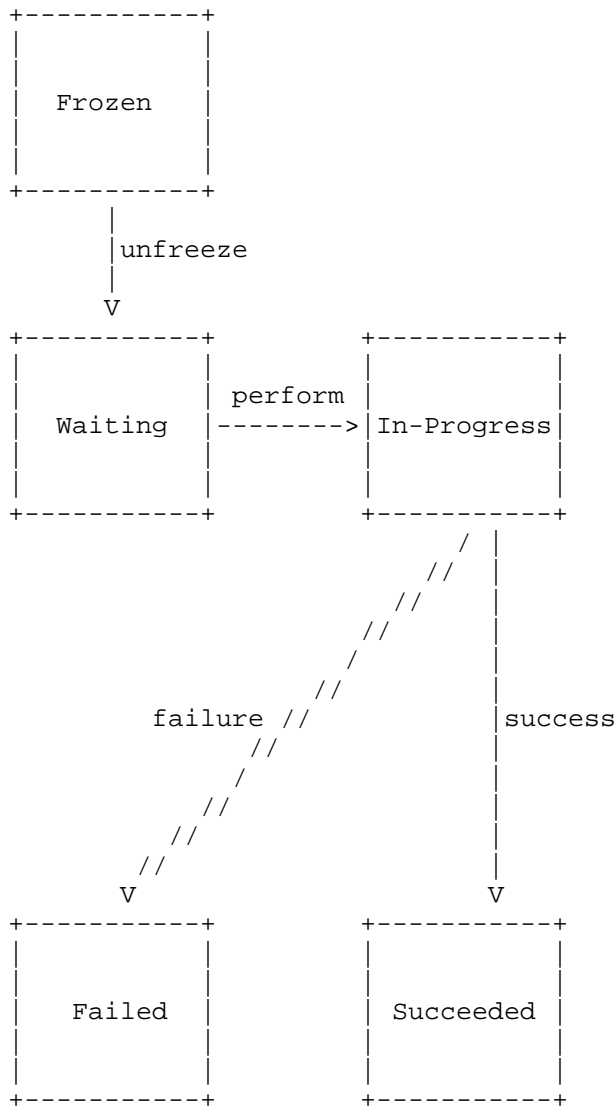 Frozen
unfreeze
perform
Waiting
In-Progress
failure
success
Failed
Succeeded